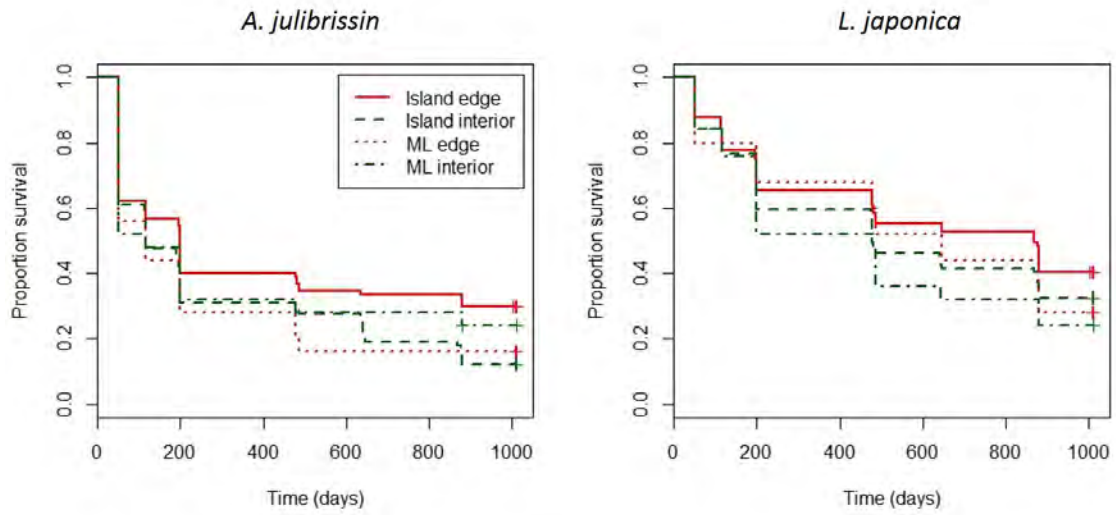 A. julibrissin
Proportion survival
1.0
0.8
0.6
0.4
0.2
0.0
Island edge
Island interior
ML edge
ML interior
0 200 400 600 800 1000
Time (days)
L. japonica
Proportion survival
1.0
0.8
0.6
0.4
0.2
0.0
0 200 400 600 800 1000
Time (days)